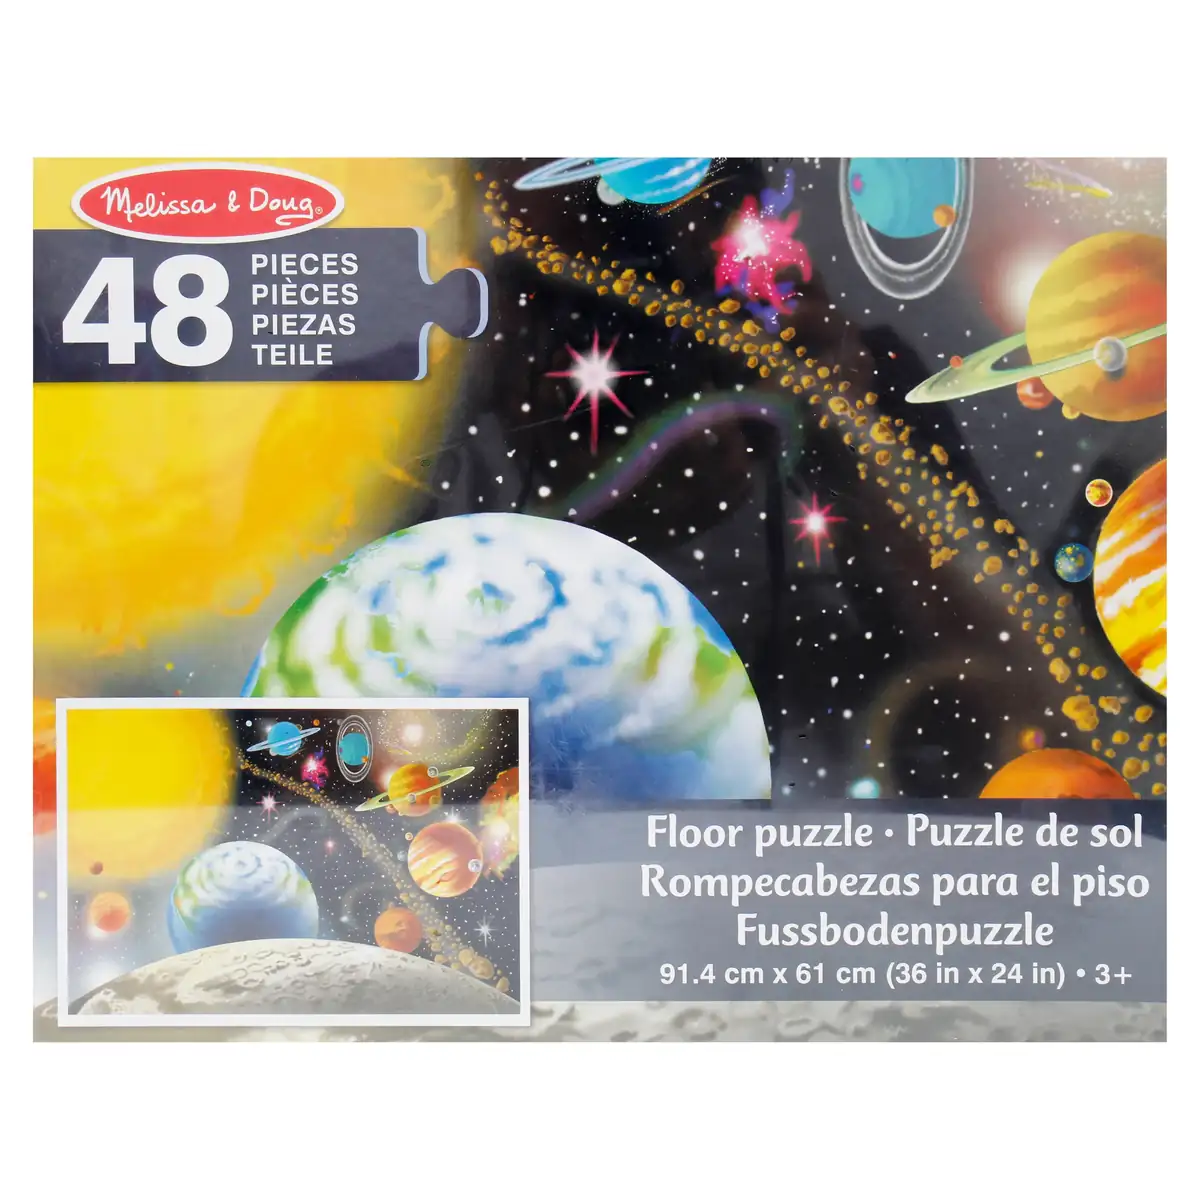 Melissa & Doug®
48
PIECES
PIÈCES
PIEZAS
TEILE
Floor puzzle • Puzzle de sol
Rompecabezas para el piso
Fussbodenpuzzle
91.4 cm x 61 cm (36 in x 24 in) • 3+